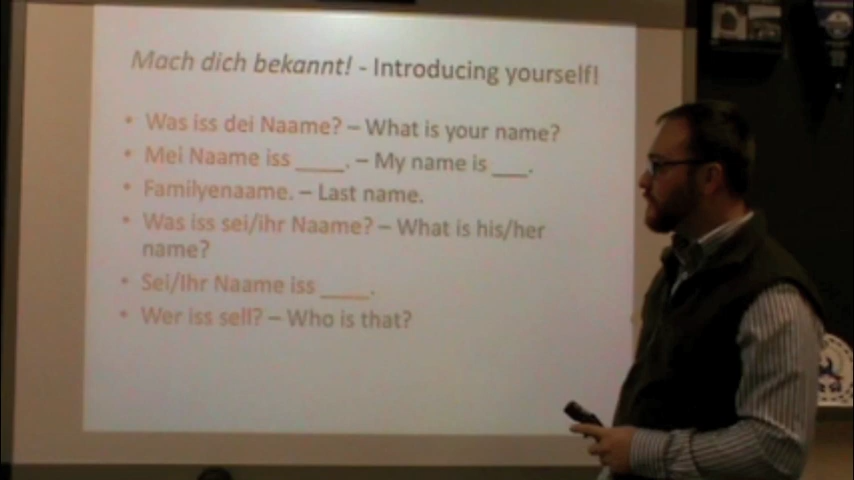 Mach dich bekannt! - Introducing yourself!
• Was iss dei Naame? – What is your name?
• Mei Naame iss ____. – My name is ___.
• Familyenaame. – Last name.
• Was iss sei/ihr Naame? – What is his/her
name?
• Sei/Ihr Naame iss ____.
• Wer iss sell? – Who is that?